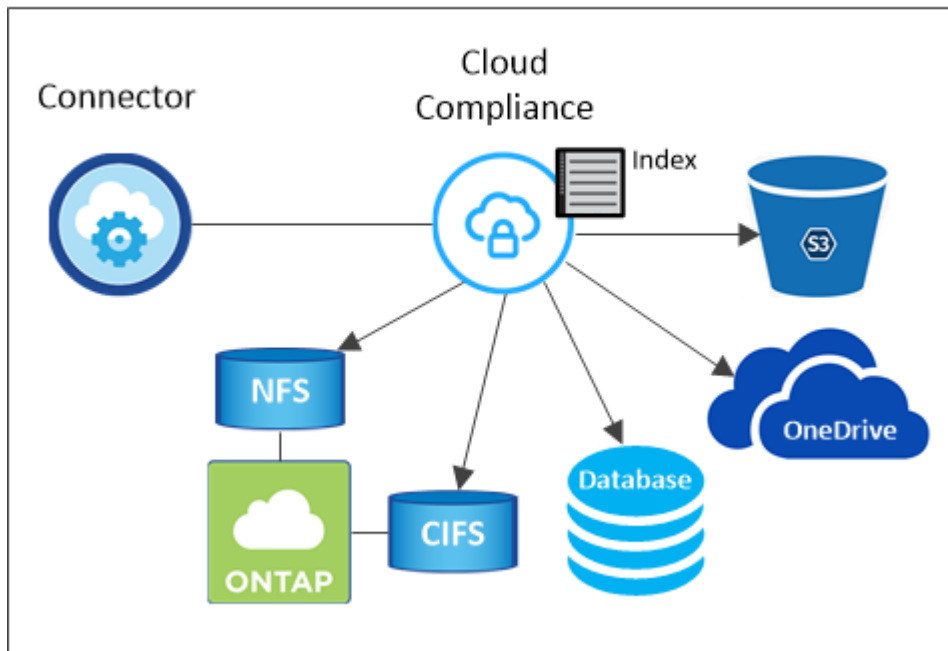 Connector
Cloud
Compliance
Index
S3
NFS
OneDrive
Database
CIFS
ONTAP